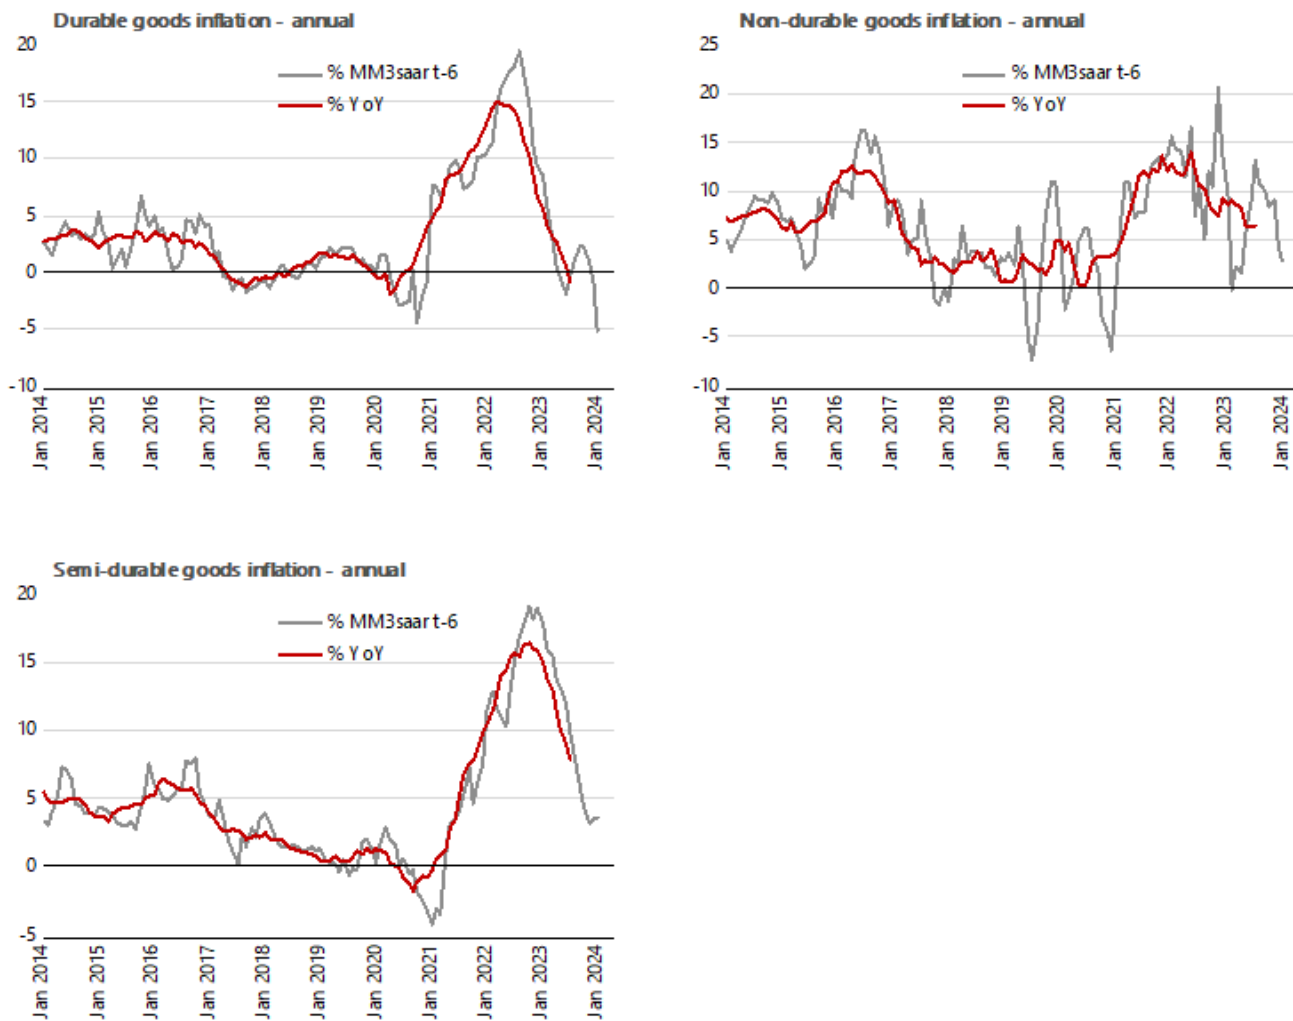 Durable goods inflation - annual
20
15
10
5
0
-5
-10
% MM3saar t-6
% YoY
Jan 2014
Jan 2015
Jan 2016
Jan 2017
Jan 2018
Jan 2019
Jan 2020
Jan 2021
Jan 2022
Jan 2023
Jan 2024
Non-durable goods inflation - annual
25
20
15
10
5
0
-5
-10
% MM3saar t-6
% YoY
Jan 2014
Jan 2015
Jan 2016
Jan 2017
Jan 2018
Jan 2019
Jan 2020
Jan 2021
Jan 2022
Jan 2023
Jan 2024
Semi-durable goods inflation - annual
20
15
10
5
0
-5
% MM3saar t-6
% YoY
Jan 2014
Jan 2015
Jan 2016
Jan 2017
Jan 2018
Jan 2019
Jan 2020
Jan 2021
Jan 2022
Jan 2023
Jan 2024